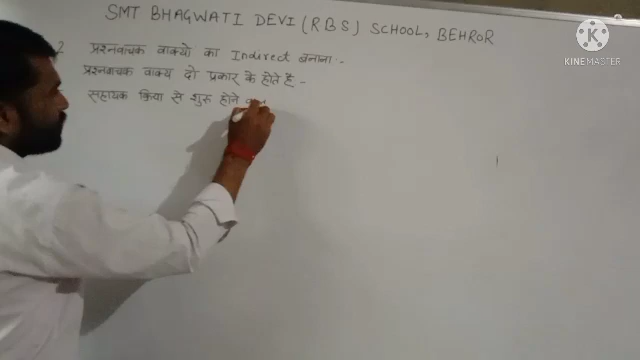 SMT BHAGWATI DEVI (RBS) SCHOOL, BEHROR
2 प्रश्नवाचक वाक्यो का Indirect बनाना -
प्रश्नवाचक वाक्य दो प्रकार के होते है -
सहायक क्रिया से शुरु होने
KINEMASTER